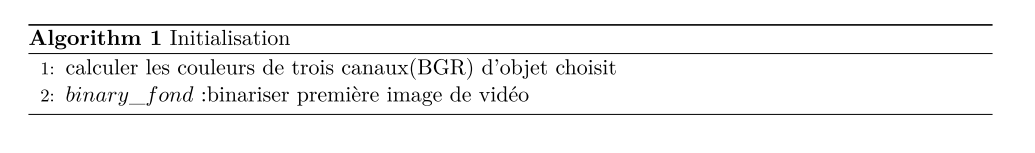 Algorithm 1 Initialisation
1: calculer les couleurs de trois canaux(BGR) d'objet choisit
2: binary_fond :binariser première image de vidéo